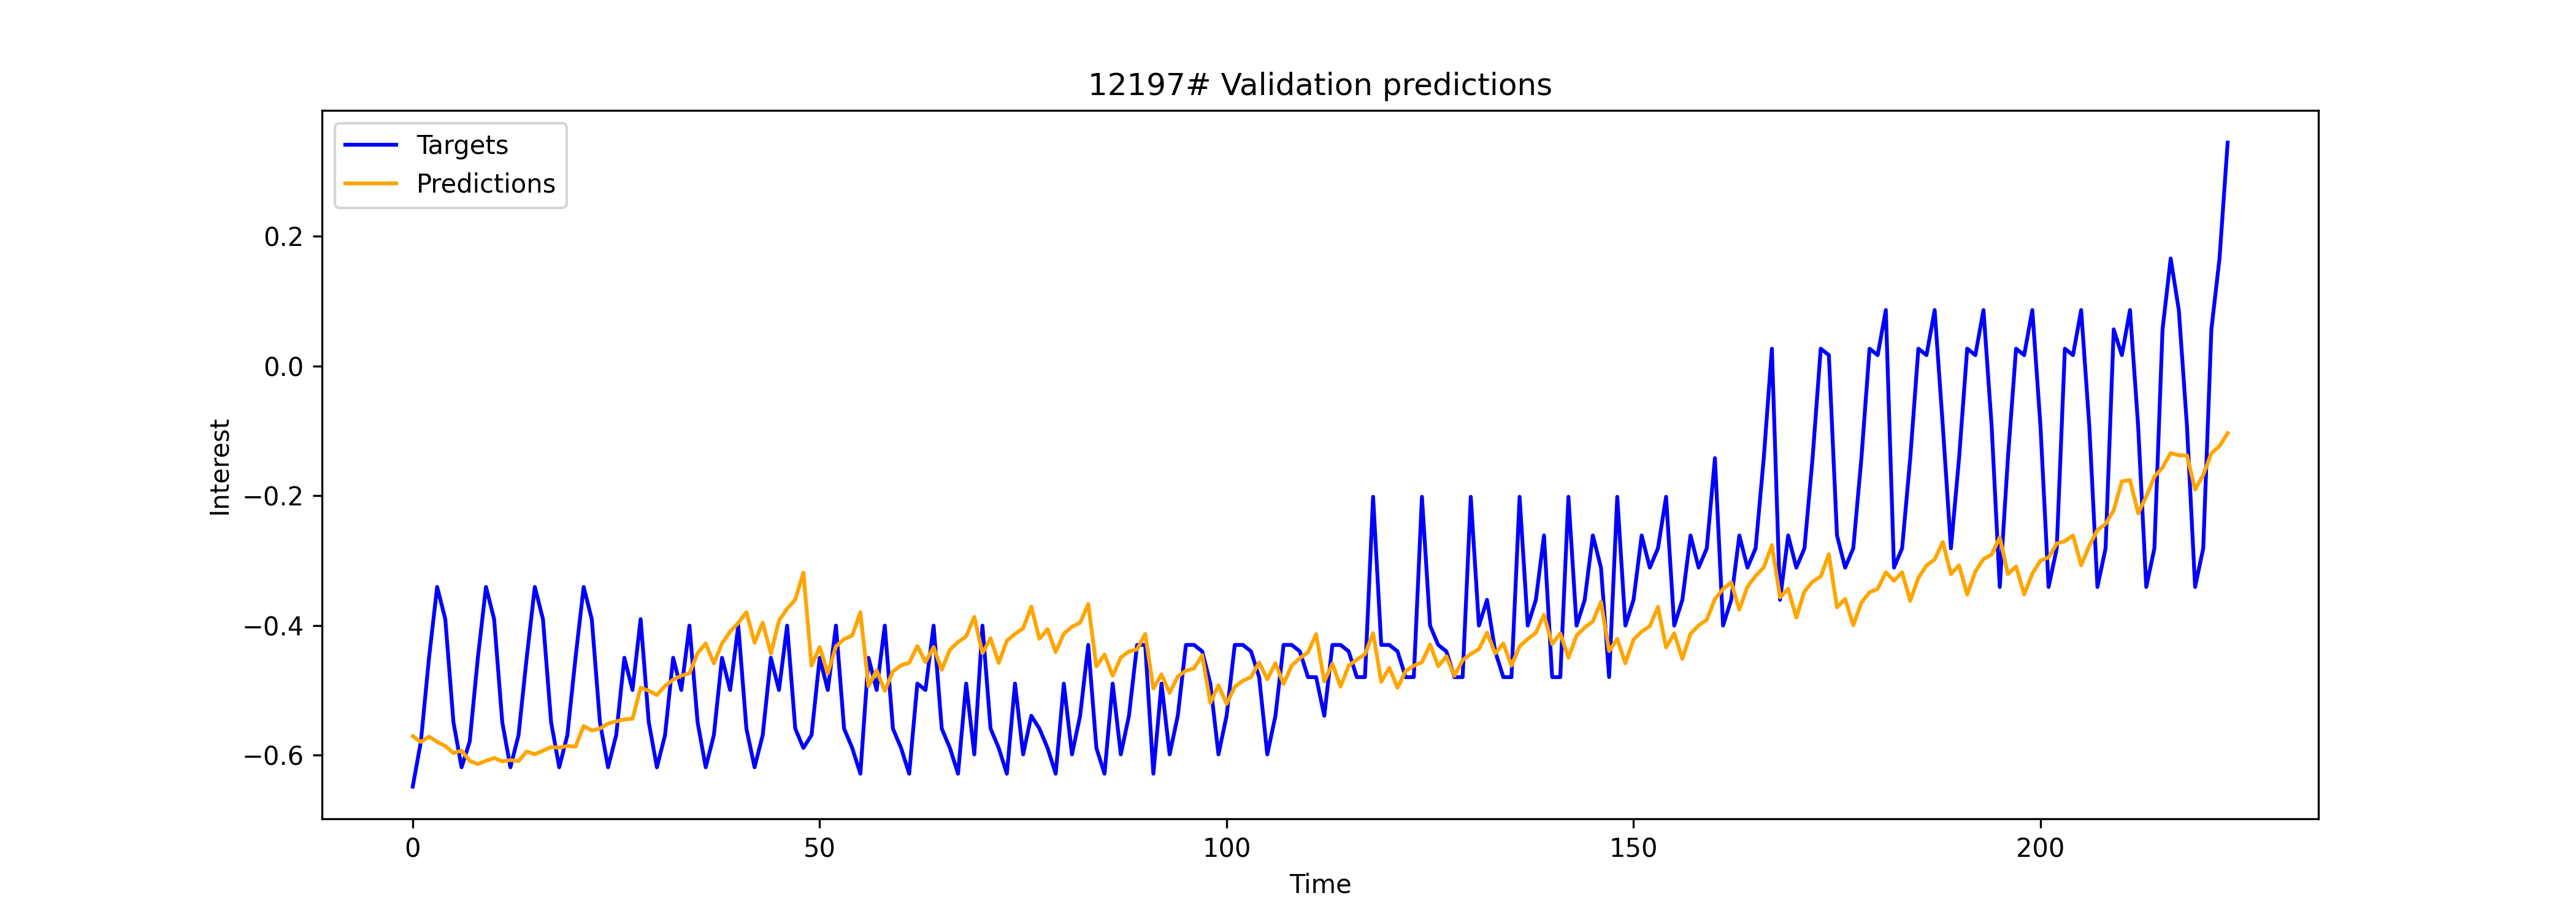 12197# Validation predictions
Targets
Predictions
Interest
0.2
0.0
−0.2
−0.4
−0.6
0 50 100 150 200
Time